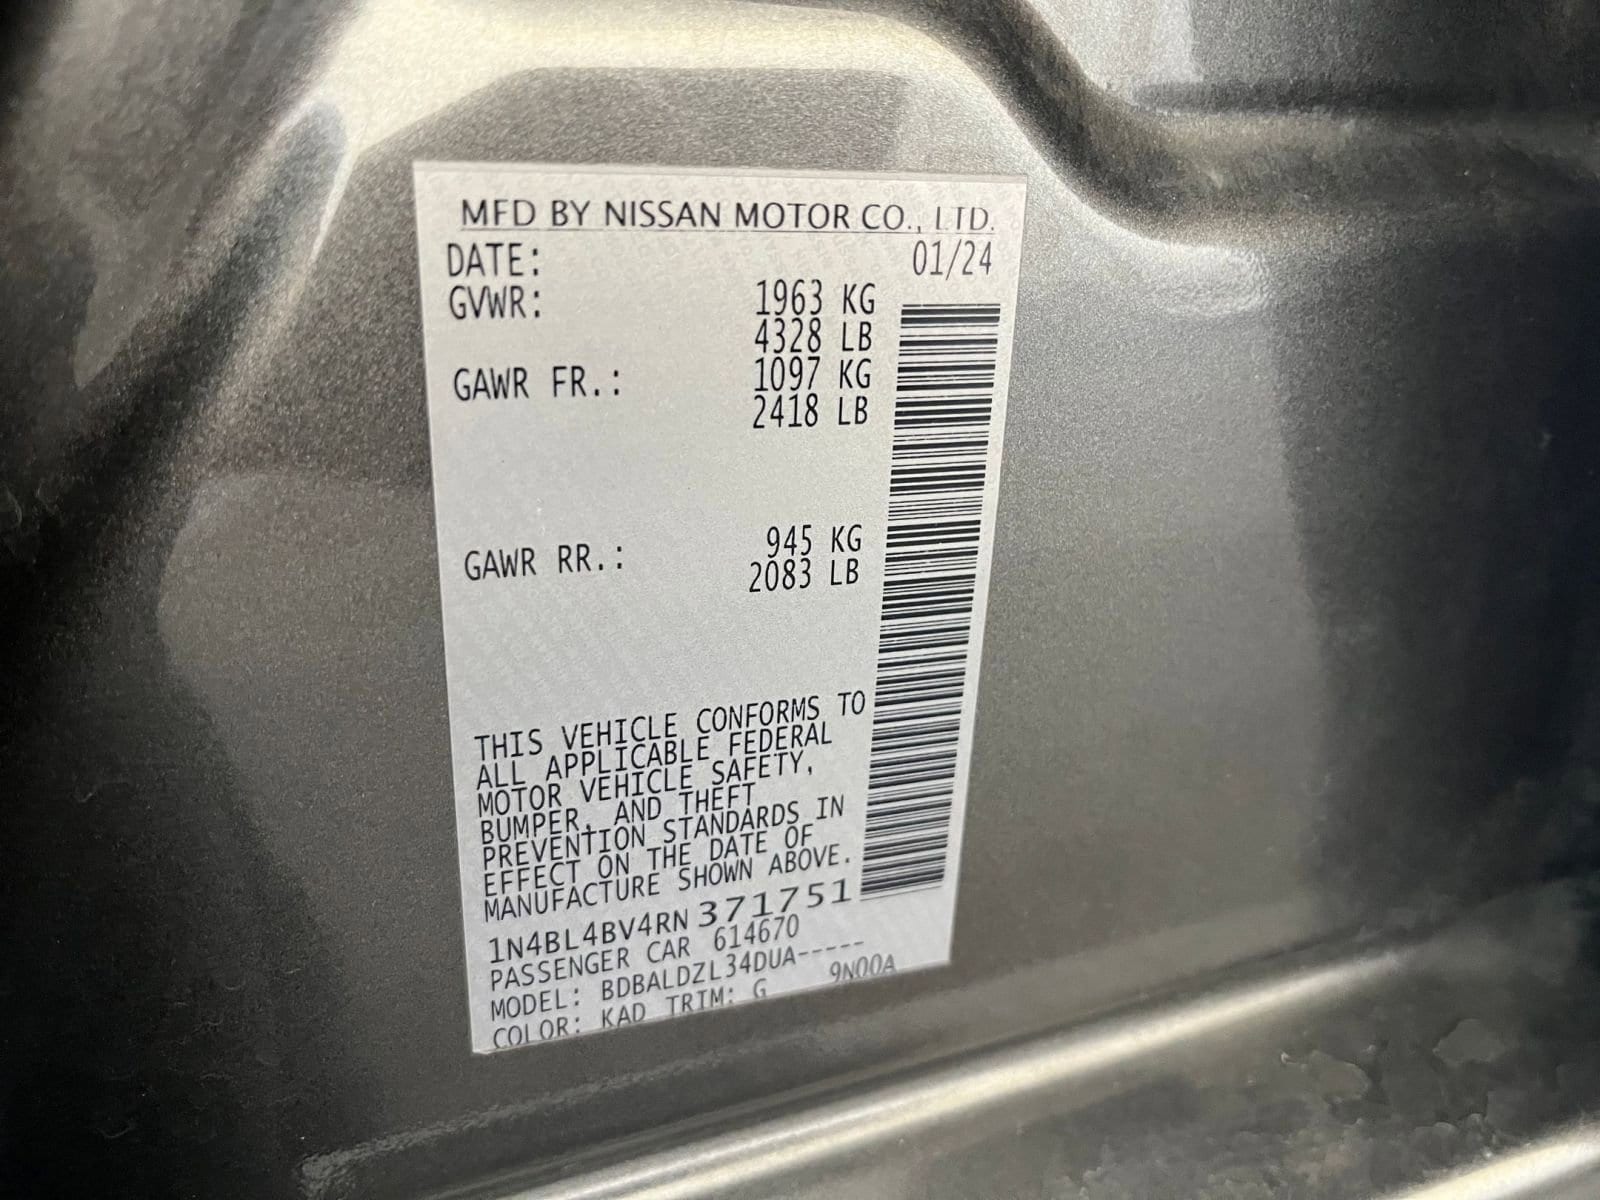 MFD BY NISSAN MOTOR CO., LTD.
DATE: 01/24
GVWR: 1963 KG
4328 LB
GAWR FR.: 1097 KG
2418 LB
GAWR RR.: 945 KG
2083 LB
THIS VEHICLE CONFORMS TO
ALL APPLICABLE FEDERAL
MOTOR VEHICLE SAFETY,
BUMPER, AND THEFT
PREVENTION STANDARDS IN
EFFECT ON THE DATE OF
MANUFACTURE SHOWN ABOVE.
1N4BL4BV4RN371751
PASSENGER CAR 614670
MODEL: BDBALDZL34DUA-----
COLOR: KAD TRIM: G 9N00A